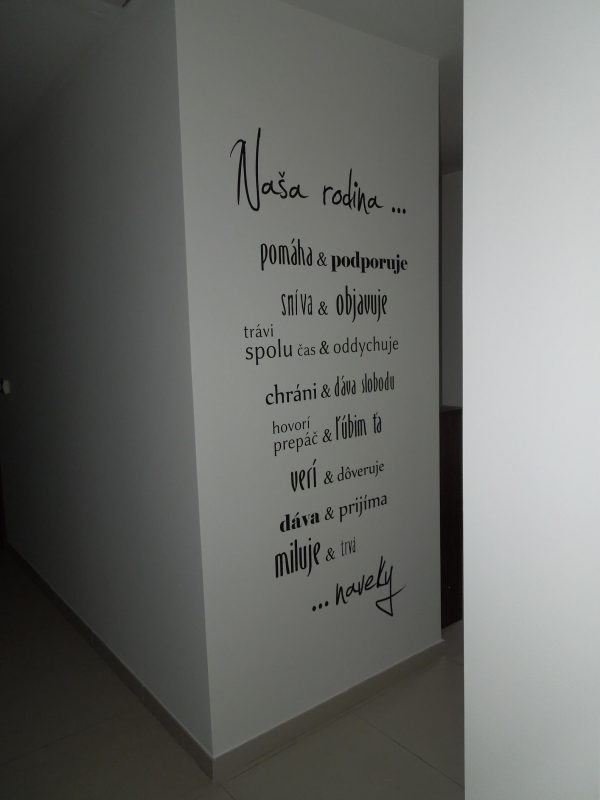 Naša rodina ...
pomáha & podporuje
sníva & objavuje
trávi
spolu čas & oddychuje
chráni & dáva slobodu
hovorí
prepáč & ľúbim ťa
verí & dôveruje
dáva & prijíma
miluje & trvá
... naveky